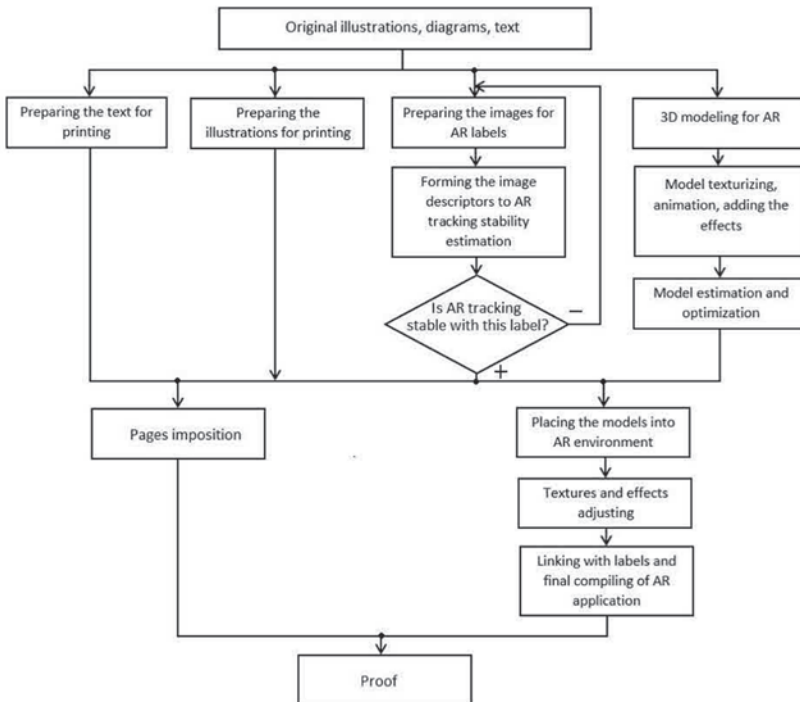 Original illustrations, diagrams, text
Preparing the text for
printing
Preparing the
illustrations for printing
Preparing the images for
AR labels
3D modeling for AR
Forming the image
descriptors to AR
tracking stability
estimation
Model texturizing,
animation, adding the
effects
Is AR tracking
stable with this label?
−
+
Model estimation and
optimization
Pages imposition
Placing the models into
AR environment
Textures and effects
adjusting
Linking with labels and
final compiling of AR
application
Proof